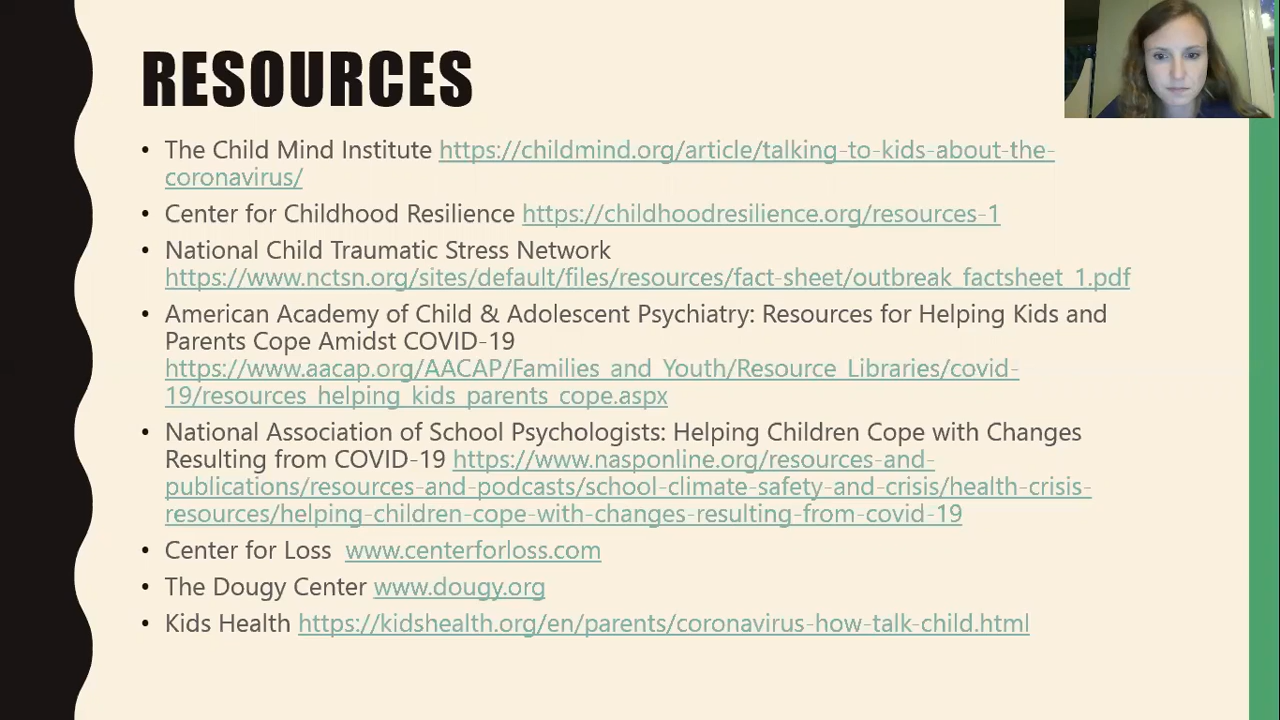 RESOURCES
• The Child Mind Institute https://childmind.org/article/talking-to-kids-about-the-
coronavirus/
• Center for Childhood Resilience https://childhoodresilience.org/resources-1
• National Child Traumatic Stress Network
https://www.nctsn.org/sites/default/files/resources/fact-sheet/outbreak_factsheet_1.pdf
• American Academy of Child & Adolescent Psychiatry: Resources for Helping Kids and
Parents Cope Amidst COVID-19
https://www.aacap.org/AACAP/Families_and_Youth/Resource_Libraries/covid-
19/resources_helping_kids_parents_cope.aspx
• National Association of School Psychologists: Helping Children Cope with Changes
Resulting from COVID-19 https://www.nasponline.org/resources-and-
publications/resources-and-podcasts/school-climate-safety-and-crisis/health-crisis-
resources/helping-children-cope-with-changes-resulting-from-covid-19
• Center for Loss www.centerforloss.com
• The Dougy Center www.dougy.org
• Kids Health https://kidshealth.org/en/parents/coronavirus-how-talk-child.html